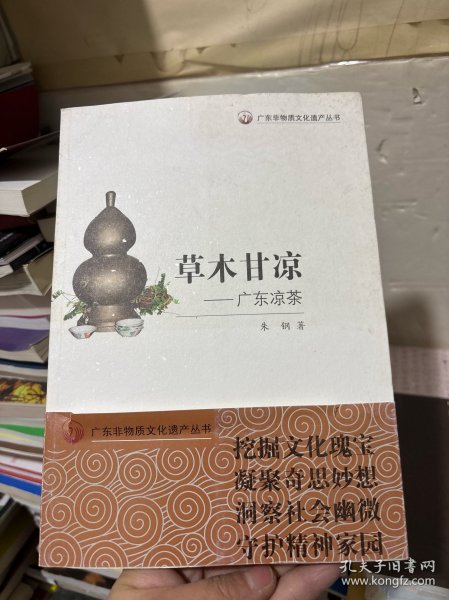 广东非物质文化遗产丛书
草木甘凉
——广东凉茶
朱 钢 著
广东非物质文化遗产丛书
挖掘文化瑰宝
凝聚奇思妙想
洞察社会幽微
守护精神家园
孔夫子旧书网
www.kongfz.com